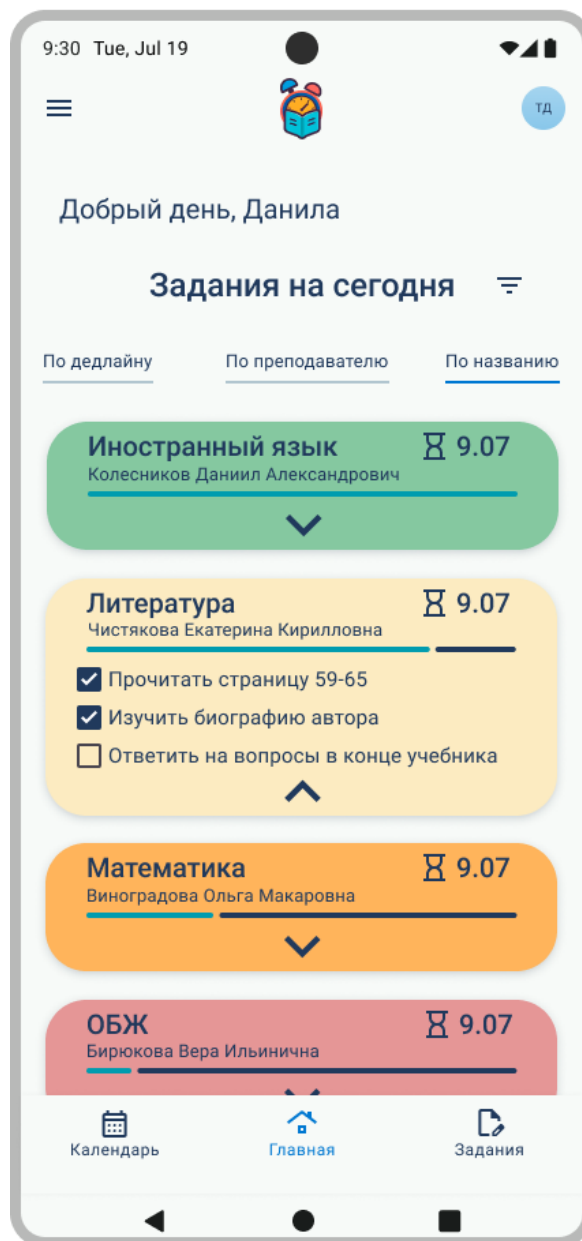 9:30 Tue, Jul 19
ТД
Добрый день, Данила
Задания на сегодня
По дедлайну По преподавателю По названию
Иностранный язык 9.07
Колесников Даниил Александрович
Литература 9.07
Чистякова Екатерина Кирилловна
Прочитать страницу 59-65
Изучить биографию автора
Ответить на вопросы в конце учебника
Математика 9.07
Виноградова Ольга Макаровна
ОБЖ 9.07
Бирюкова Вера Ильинична
Календарь Главная Задания